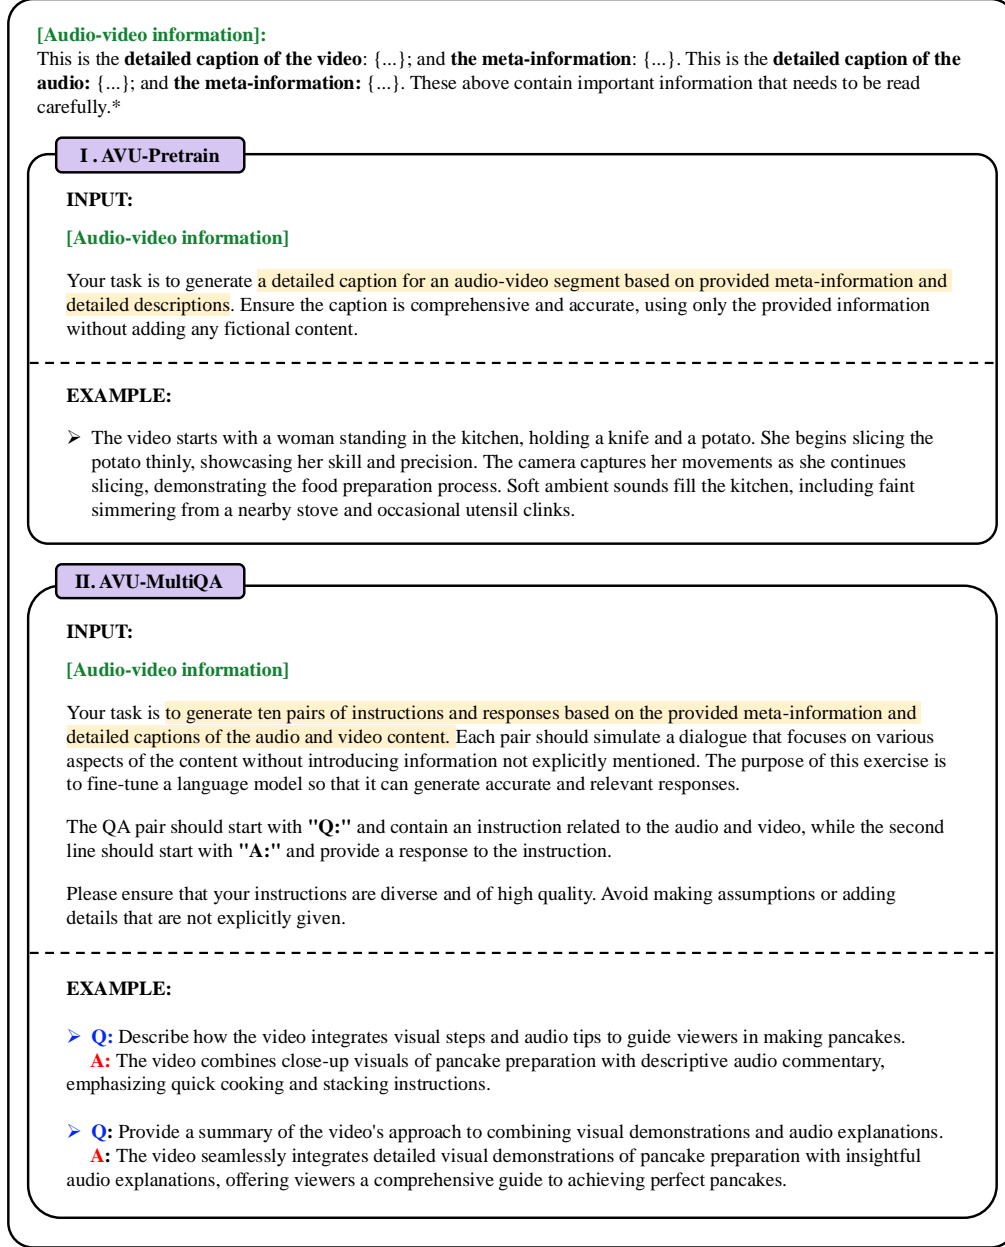 [Audio-video information]:
This is the detailed caption of the video: {...}; and the meta-information: {...}. This is the detailed caption of the
audio: {...}; and the meta-information: {...}. These above contain important information that needs to be read
carefully.*
I . AVU-Pretrain
INPUT:
[Audio-video information]
Your task is to generate a detailed caption for an audio-video segment based on provided meta-information and
detailed descriptions. Ensure the caption is comprehensive and accurate, using only the provided information
without adding any fictional content.
EXAMPLE:
➢ The video starts with a woman standing in the kitchen, holding a knife and a potato. She begins slicing the
potato thinly, showcasing her skill and precision. The camera captures her movements as she continues
slicing, demonstrating the food preparation process. Soft ambient sounds fill the kitchen, including faint
simmering from a nearby stove and occasional utensil clinks.
II. AVU-MultiQA
INPUT:
[Audio-video information]
Your task is to generate ten pairs of instructions and responses based on the provided meta-information and
detailed captions of the audio and video content. Each pair should simulate a dialogue that focuses on various
aspects of the content without introducing information not explicitly mentioned. The purpose of this exercise is
to fine-tune a language model so that it can generate accurate and relevant responses.
The QA pair should start with "Q:" and contain an instruction related to the audio and video, while the second
line should start with "A:" and provide a response to the instruction.
Please ensure that your instructions are diverse and of high quality. Avoid making assumptions or adding
details that are not explicitly given.
EXAMPLE:
➢ Q: Describe how the video integrates visual steps and audio tips to guide viewers in making pancakes.
A: The video combines close-up visuals of pancake preparation with descriptive audio commentary,
emphasizing quick cooking and stacking instructions.
➢ Q: Provide a summary of the video's approach to combining visual demonstrations and audio explanations.
A: The video seamlessly integrates detailed visual demonstrations of pancake preparation with insightful
audio explanations, offering viewers a comprehensive guide to achieving perfect pancakes.